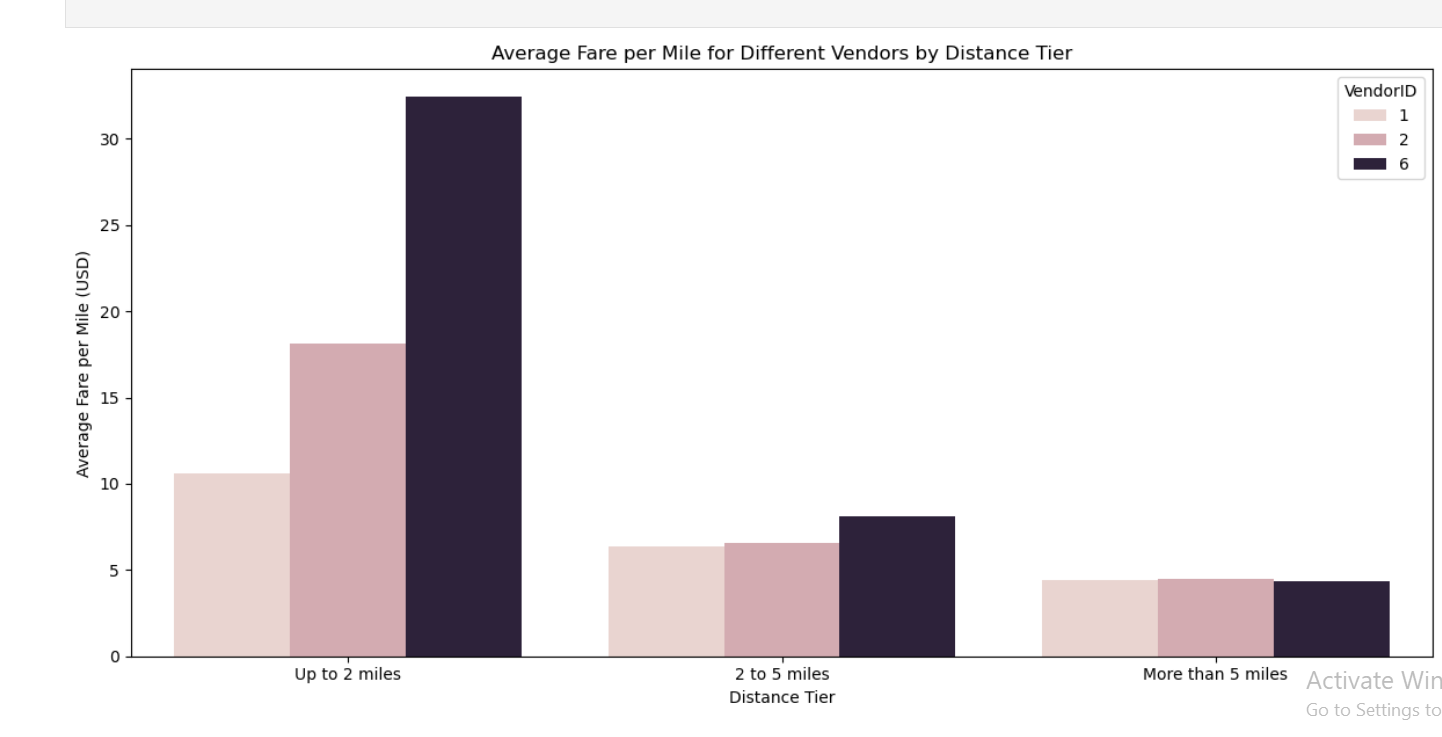 Average Fare per Mile for Different Vendors by Distance Tier
VendorID
1
2
6
Average Fare per Mile (USD)
30
25
20
15
10
5
0
Up to 2 miles
2 to 5 miles
More than 5 miles
Distance Tier
Activate Win
Go to Settings to